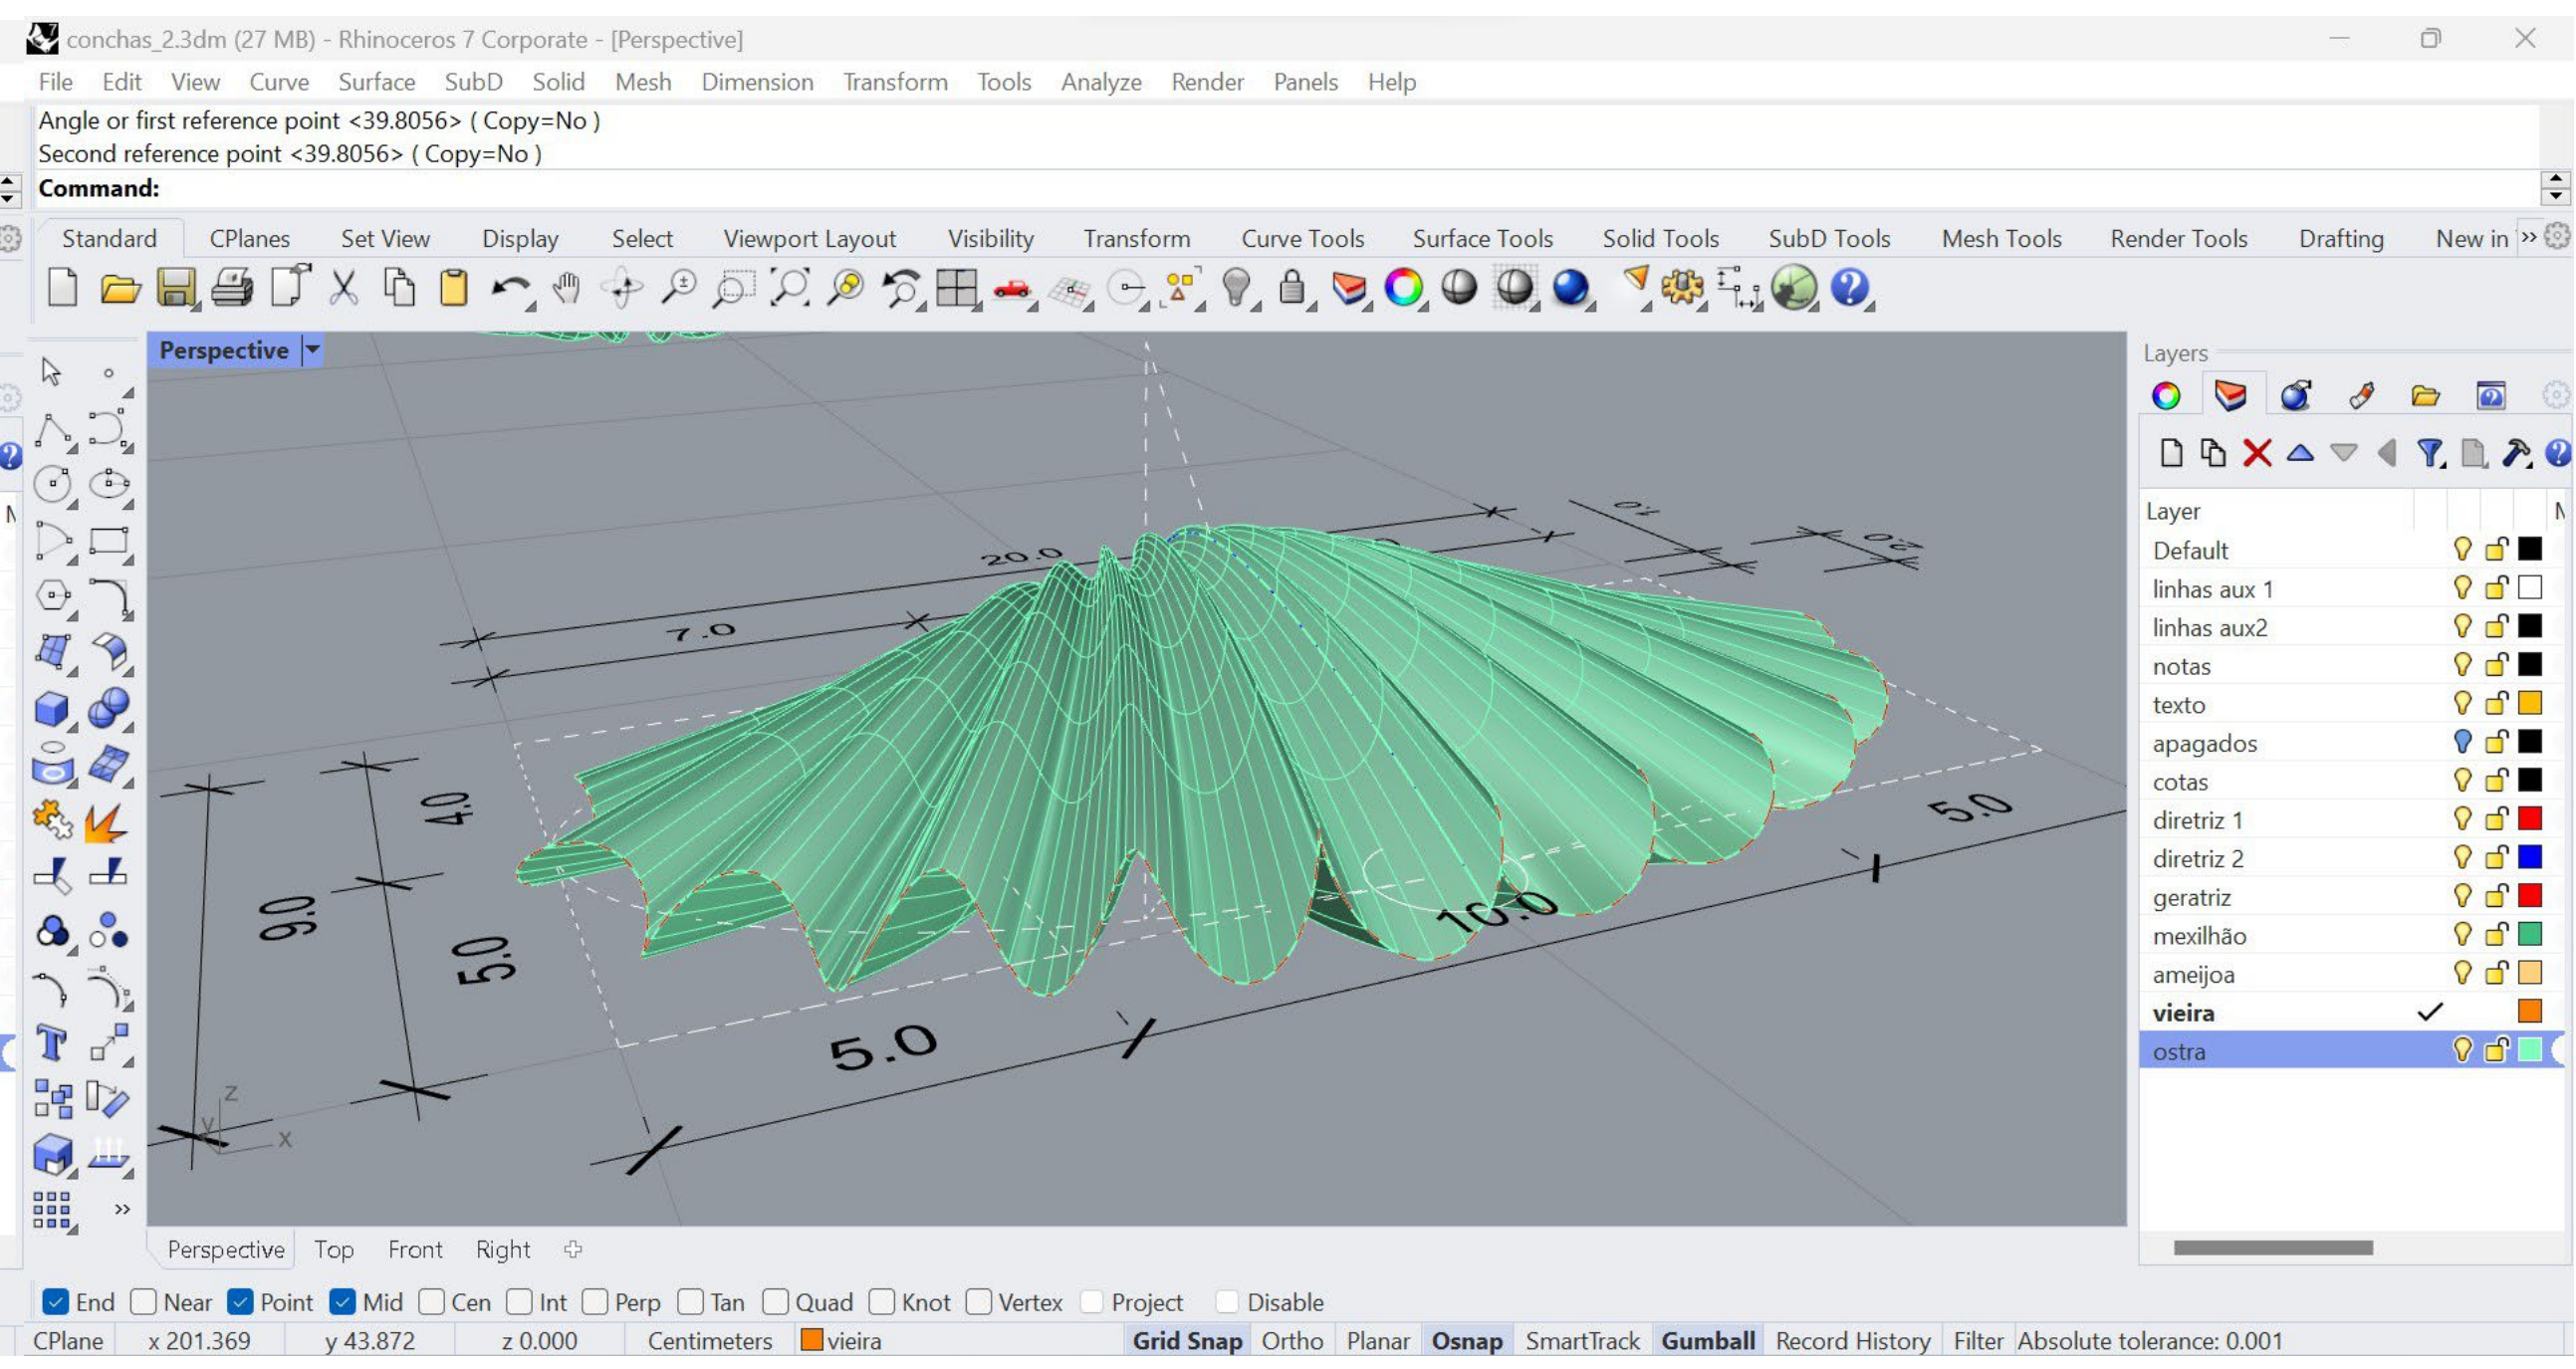 conchas_2.3dm (27 MB) - Rhinoceros 7 Corporate - [Perspective]
File Edit View Curve Surface SubD Solid Mesh Dimension Transform Tools Analyze Render Panels Help
Angle or first reference point <39.8056> ( Copy=No )
Second reference point <39.8056> ( Copy=No )
Command:
Standard CPlanes Set View Display Select Viewport Layout Visibility Transform Curve Tools Surface Tools Solid Tools SubD Tools Mesh Tools Render Tools Drafting New in »
Perspective
Layers
Layer
Default
linhas aux 1
linhas aux2
notas
texto
apagados
cotas
diretriz 1
diretriz 2
geratriz
mexilhão
ameijoa
vieira
ostra
20.0
7.0
4.0
9.0
5.0
5.0
10.0
5.0
z
y
x
Perspective Top Front Right
End Near Point Mid Cen Int Perp Tan Quad Knot Vertex Project Disable
CPlane x 201.369 y 43.872 z 0.000 Centimeters vieira Grid Snap Ortho Planar Osnap SmartTrack Gumball Record History Filter Absolute tolerance: 0.001